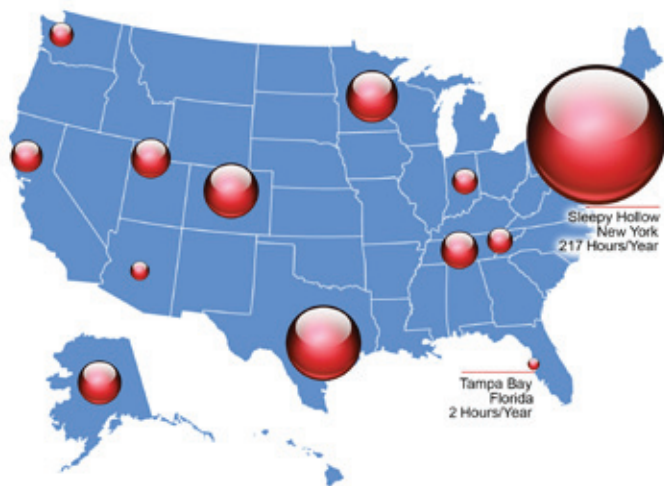 Sleepy Hollow
New York
217 Hours/Year
Tampa Bay
Florida
2 Hours/Year